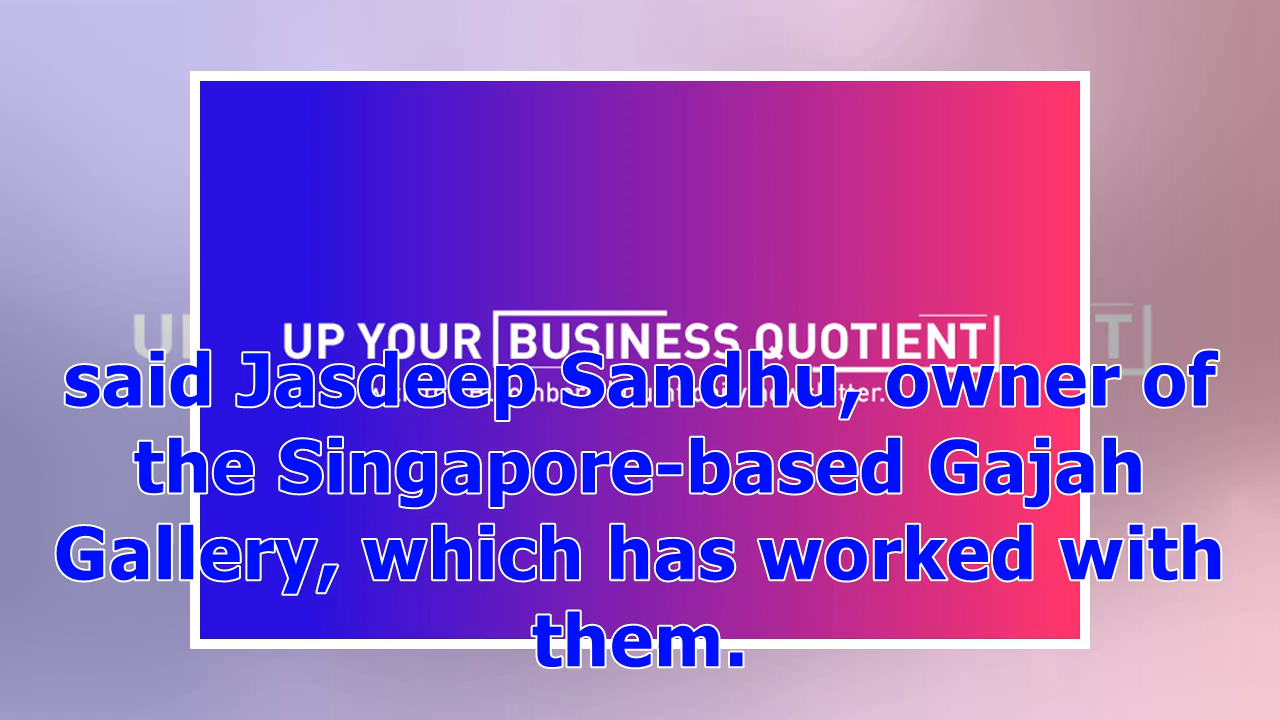 UP YOUR BUSINESS QUOTIENT
said Jasdeep Sandhu, owner of
the Singapore-based Gajah
Gallery, which has worked with
them.